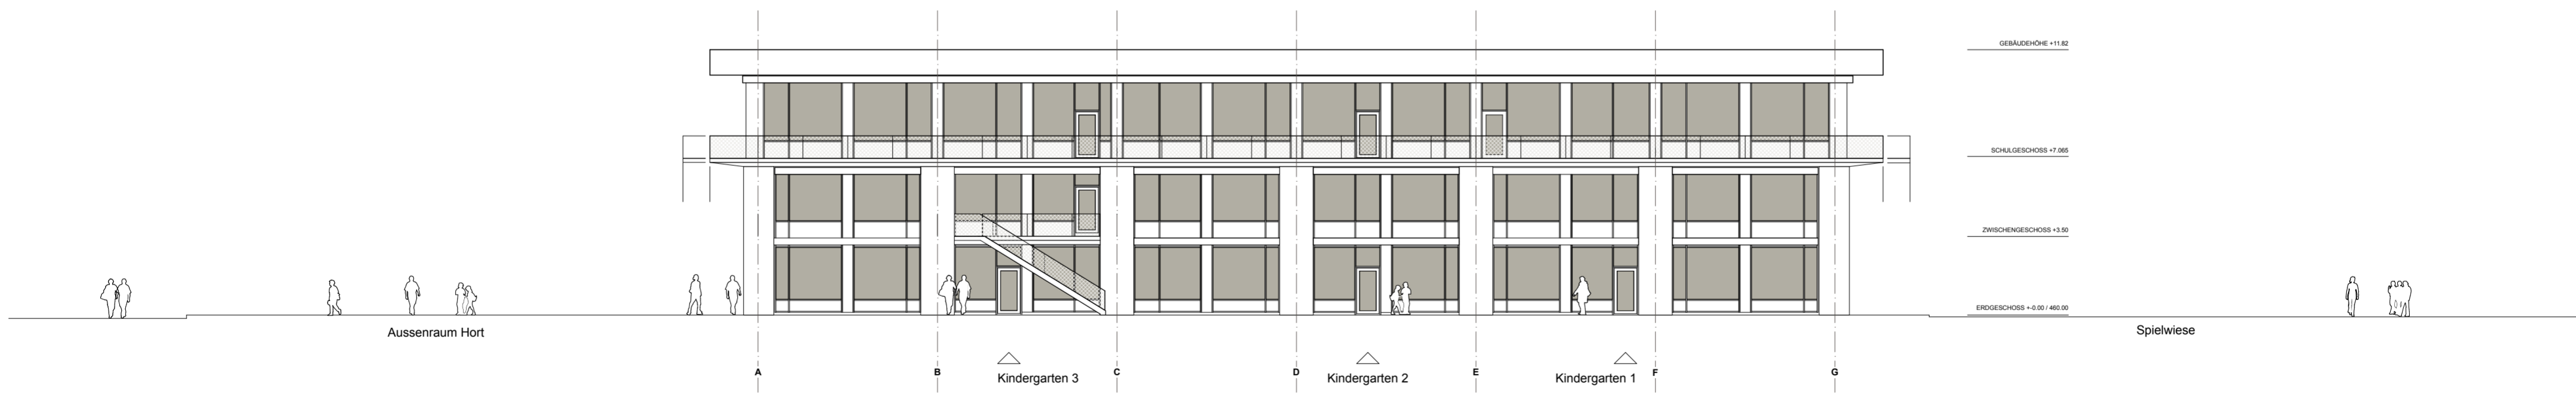 GEBÄUDEHÖHE +11.82
SCHULGESCHOSS +7.065
ZWISCHENGESCHOSS +3.50
ERDGESCHOSS +-0.00 / 460.00
Aussenraum Hort
Spielwiese
A B C D E F G
Kindergarten 3 Kindergarten 2 Kindergarten 1